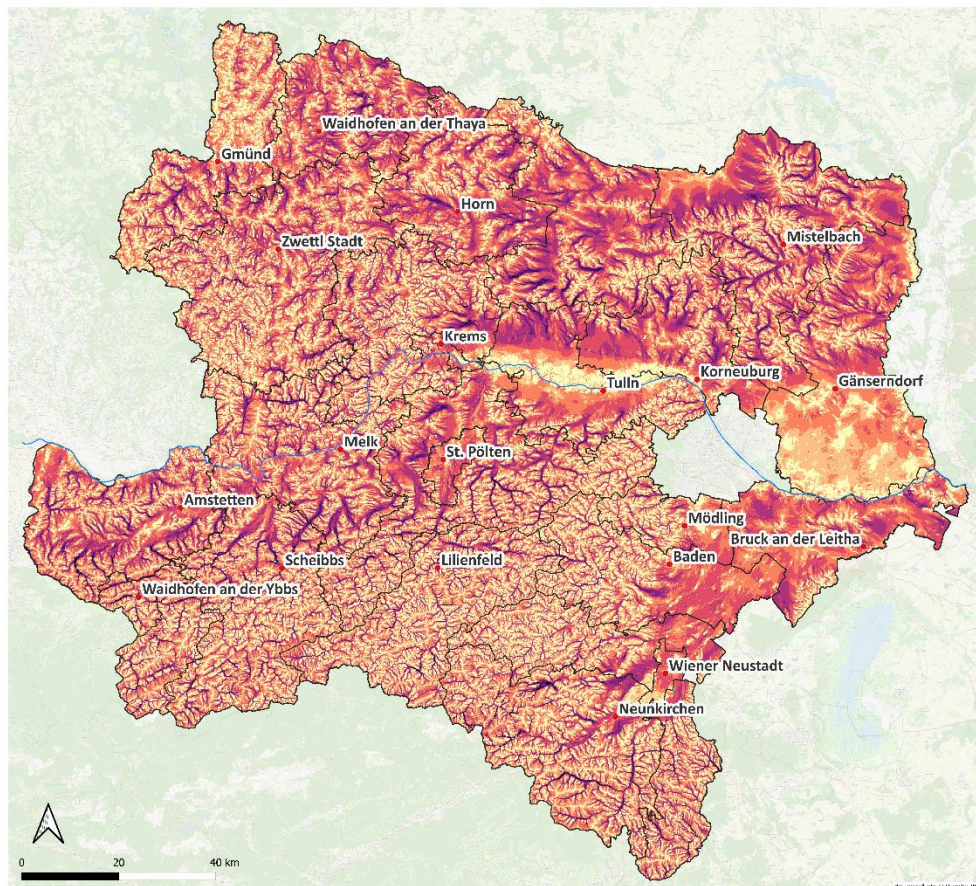 Waidhofen an der Thaya
Gmünd
Horn
Zwettl Stadt
Mistelbach
Krems
Korneuburg
Tulln
Gänserndorf
Melk
St. Pölten
Amstetten
Mödling
Bruck an der Leitha
Scheibbs
Lilienfeld
Baden
Waidhofen an der Ybbs
Wiener Neustadt
Neunkirchen
0 20 40 km